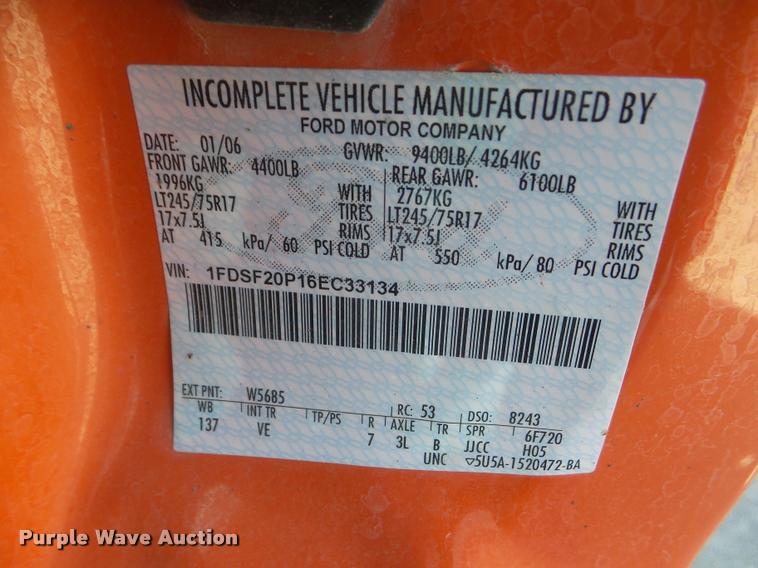 INCOMPLETE VEHICLE MANUFACTURED BY
FORD MOTOR COMPANY
DATE: 01/06 GVWR: 9400LB/ 4264KG
FRONT GAWR: 4400LB REAR GAWR: 6100LB
1996KG WITH 2767KG WITH
LT245/75R17 TIRES LT245/75R17 TIRES
17x7.5J RIMS 17x7.5J RIMS
AT 415 kPa/ 60 PSI COLD AT 550 kPa/ 80 PSI COLD
VIN: 1FDSF20P16EC33134
EXT PNT: W5685 RC: 53 DSO: 8243
WB INT TR TP/PS R AXLE TR SPR 6F720
137 VE 7 3L B JJCC H05
UNC ▽5U5A-1520472-BA
Purple Wave Auction